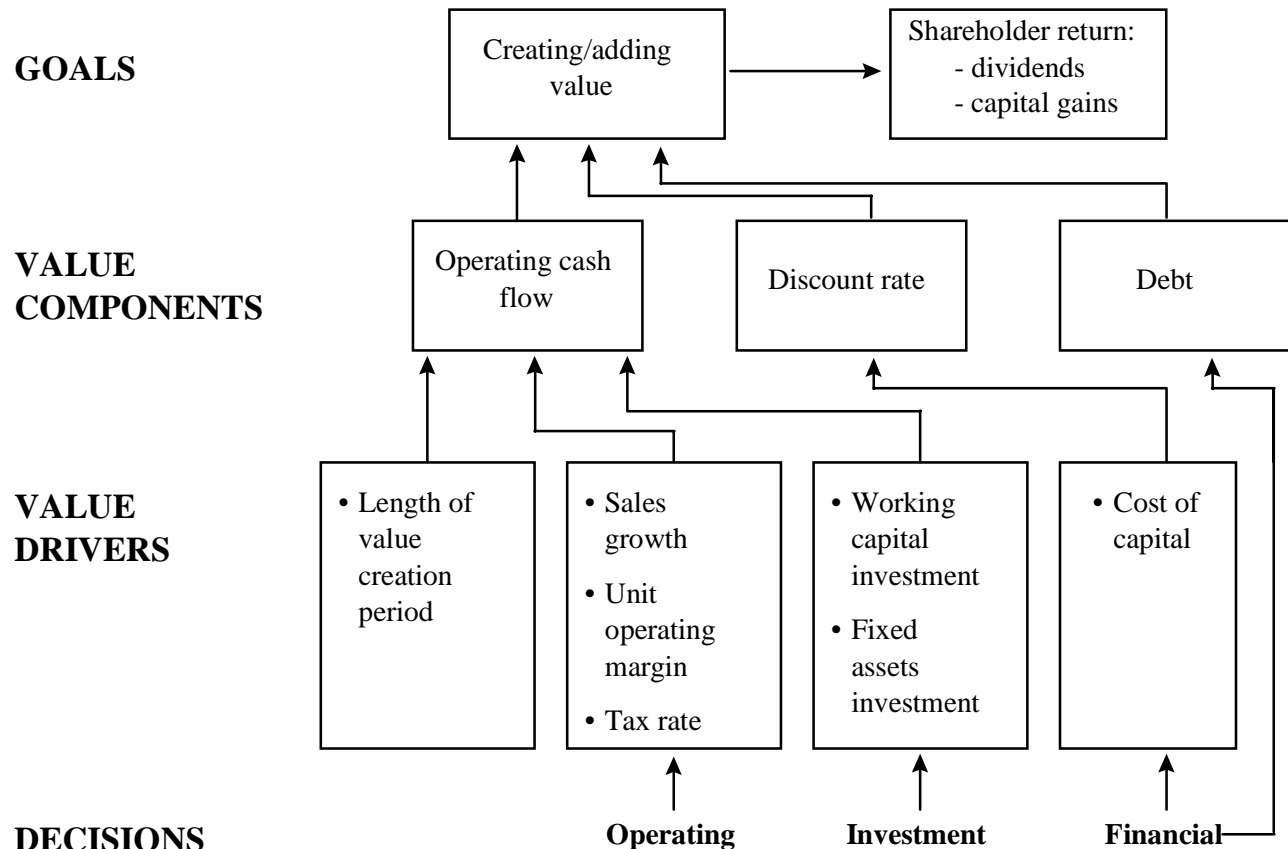 GOALS
Creating/adding
value
Shareholder return:
- dividends
- capital gains
VALUE
COMPONENTS
Operating cash
flow
Discount rate
Debt
VALUE
DRIVERS
• Length of
value
creation
period
• Sales
growth
• Unit
operating
margin
• Tax rate
• Working
capital
investment
• Fixed
assets
investment
• Cost of
capital
DECISIONS
Operating
Investment
Financial